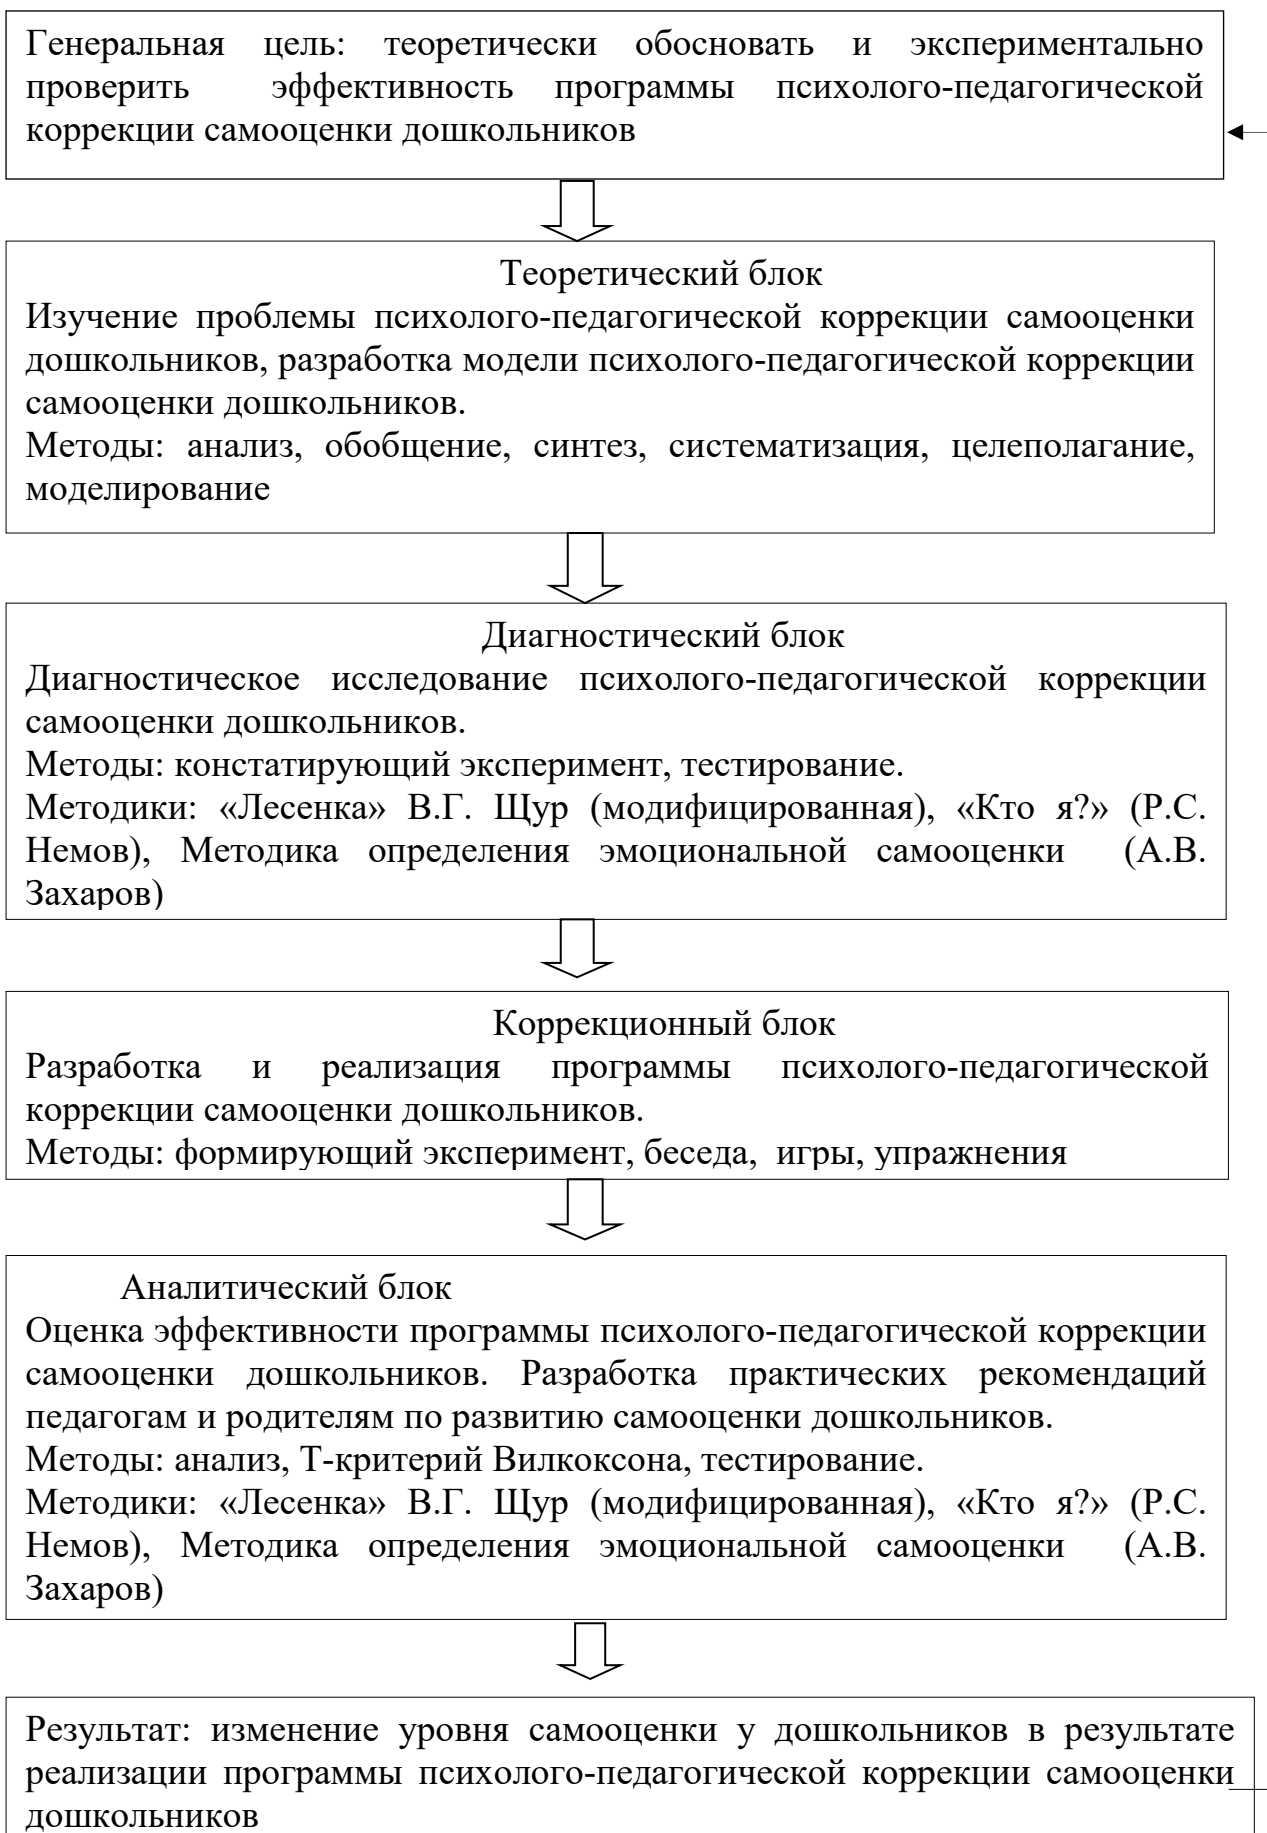 Генеральная цель: теоретически обосновать и экспериментально
проверить эффективность программы психолого-педагогической
коррекции самооценки дошкольников
Теоретический блок
Изучение проблемы психолого-педагогической коррекции самооценки
дошкольников, разработка модели психолого-педагогической коррекции
самооценки дошкольников.
Методы: анализ, обобщение, синтез, систематизация, целеполагание,
моделирование
Диагностический блок
Диагностическое исследование психолого-педагогической коррекции
самооценки дошкольников.
Методы: констатирующий эксперимент, тестирование.
Методики: «Лесенка» В.Г. Щур (модифицированная), «Кто я?» (Р.С.
Немов), Методика определения эмоциональной самооценки (А.В.
Захаров)
Коррекционный блок
Разработка и реализация программы психолого-педагогической
коррекции самооценки дошкольников.
Методы: формирующий эксперимент, беседа, игры, упражнения
Аналитический блок
Оценка эффективности программы психолого-педагогической коррекции
самооценки дошкольников. Разработка практических рекомендаций
педагогам и родителям по развитию самооценки дошкольников.
Методы: анализ, Т-критерий Вилкоксона, тестирование.
Методики: «Лесенка» В.Г. Щур (модифицированная), «Кто я?» (Р.С.
Немов), Методика определения эмоциональной самооценки (А.В.
Захаров)
Результат: изменение уровня самооценки у дошкольников в результате
реализации программы психолого-педагогической коррекции самооценки
дошкольников